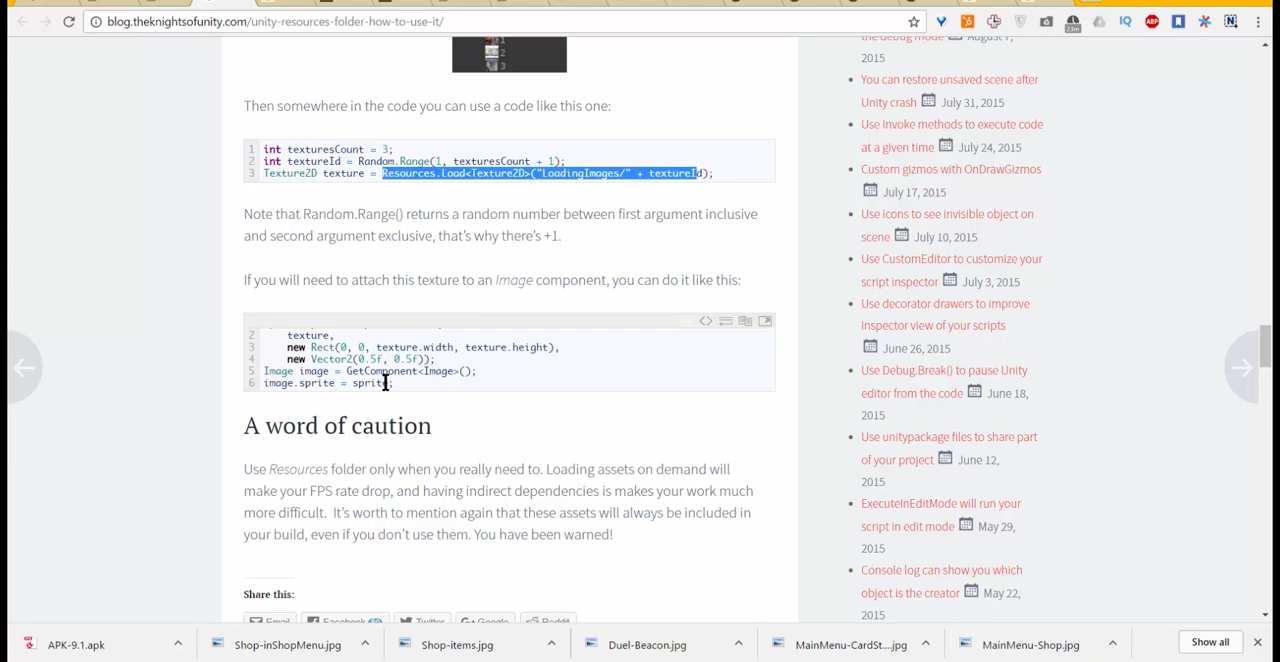 blog.theknightsofunity.com/unity-resources-folder-how-to-use-it/
23m
IQ
ABP
N
1
2
3
Then somewhere in the code you can use a code like this one:
1 int texturesCount = 3;
2 int textureId = Random.Range(1, texturesCount + 1);
3 Texture2D texture = Resources.Load<Texture2D>("LoadingImages/" + textureId);
Note that Random.Range() returns a random number between first argument inclusive
and second argument exclusive, that's why there's +1.
If you will need to attach this texture to an Image component, you can do it like this:
2 texture,
3 new Rect(0, 0, texture.width, texture.height),
4 new Vector2(0.5f, 0.5f));
5 Image image = GetComponent<Image>();
6 image.sprite = sprite;
A word of caution
Use Resources folder only when you really need to. Loading assets on demand will
make your FPS rate drop, and having indirect dependencies is makes your work much
more difficult. It's worth to mention again that these assets will always be included in
your build, even if you don't use them. You have been warned!
Share this:
Email
Facebook
Twitter
Google
Reddit
the debug mode August 7,
2015
You can restore unsaved scene after
Unity crash July 31, 2015
Use Invoke methods to execute code
at a given time July 24, 2015
Custom gizmos with OnDrawGizmos
July 17, 2015
Use icons to see invisible object on
scene July 10, 2015
Use CustomEditor to customize your
script inspector July 3, 2015
Use decorator drawers to improve
inspector view of your scripts
June 26, 2015
Use Debug.Break() to pause Unity
editor from the code June 18,
2015
Use unitypackage files to share part
of your project June 12,
2015
ExecuteInEditMode will run your
script in edit mode May 29,
2015
Console log can show you which
object is the creator May 22,
2015
APK-9.1.apk
Shop-inShopMenu.jpg
Shop-items.jpg
Duel-Beacon.jpg
MainMenu-CardSt....jpg
MainMenu-Shop.jpg
Show all